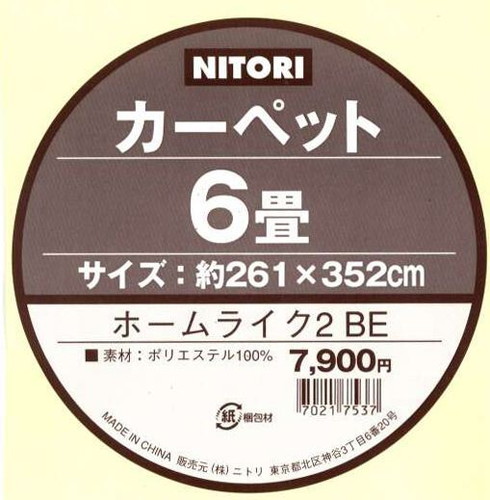 NITORI
カーペット
6畳
サイズ：約261×352cm
ホームライク2 BE
■ 素材：ポリエステル100% 7,900円
70217537
紙 梱包材
MADE IN CHINA 販売元（株）ニトリ 東京都北区神谷3丁目6番20号